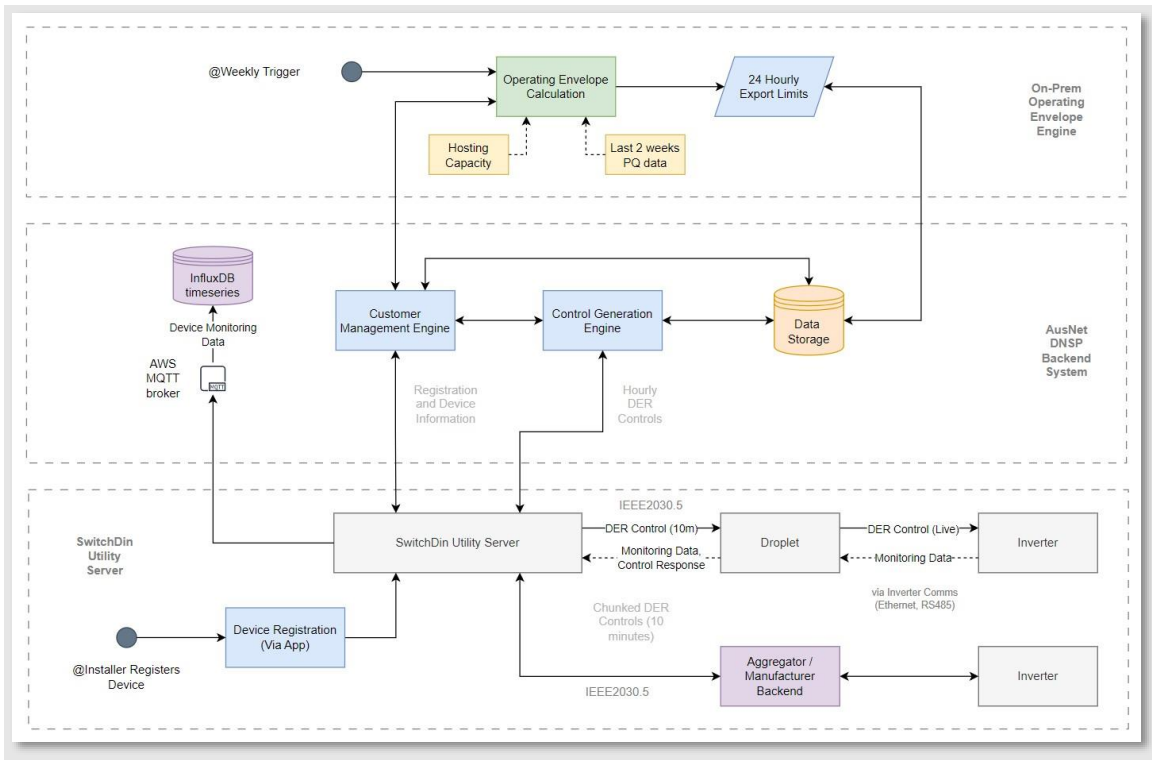 @Weekly Trigger
Operating Envelope
Calculation
24 Hourly
Export Limits
On-Prem
Operating
Envelope
Engine
Hosting
Capacity
Last 2 weeks
PQ data
InfluxDB
timeseries
Device Monitoring
Data
AWS
MQTT
broker
MQTT
Customer
Management Engine
Control Generation
Engine
Data
Storage
AusNet
DNSP
Backend
System
Registration
and Device
Information
Hourly
DER
Controls
SwitchDin
Utility
Server
SwitchDin Utility Server
IEEE2030.5
DER Control (10m)
Monitoring Data,
Control Response
Droplet
DER Control (Live)
Monitoring Data
Inverter
via Inverter Comms
(Ethernet, RS485)
Chunked DER
Controls (10
minutes)
@Installer Registers
Device
Device Registration
(Via App)
IEEE2030.5
Aggregator /
Manufacturer
Backend
Inverter